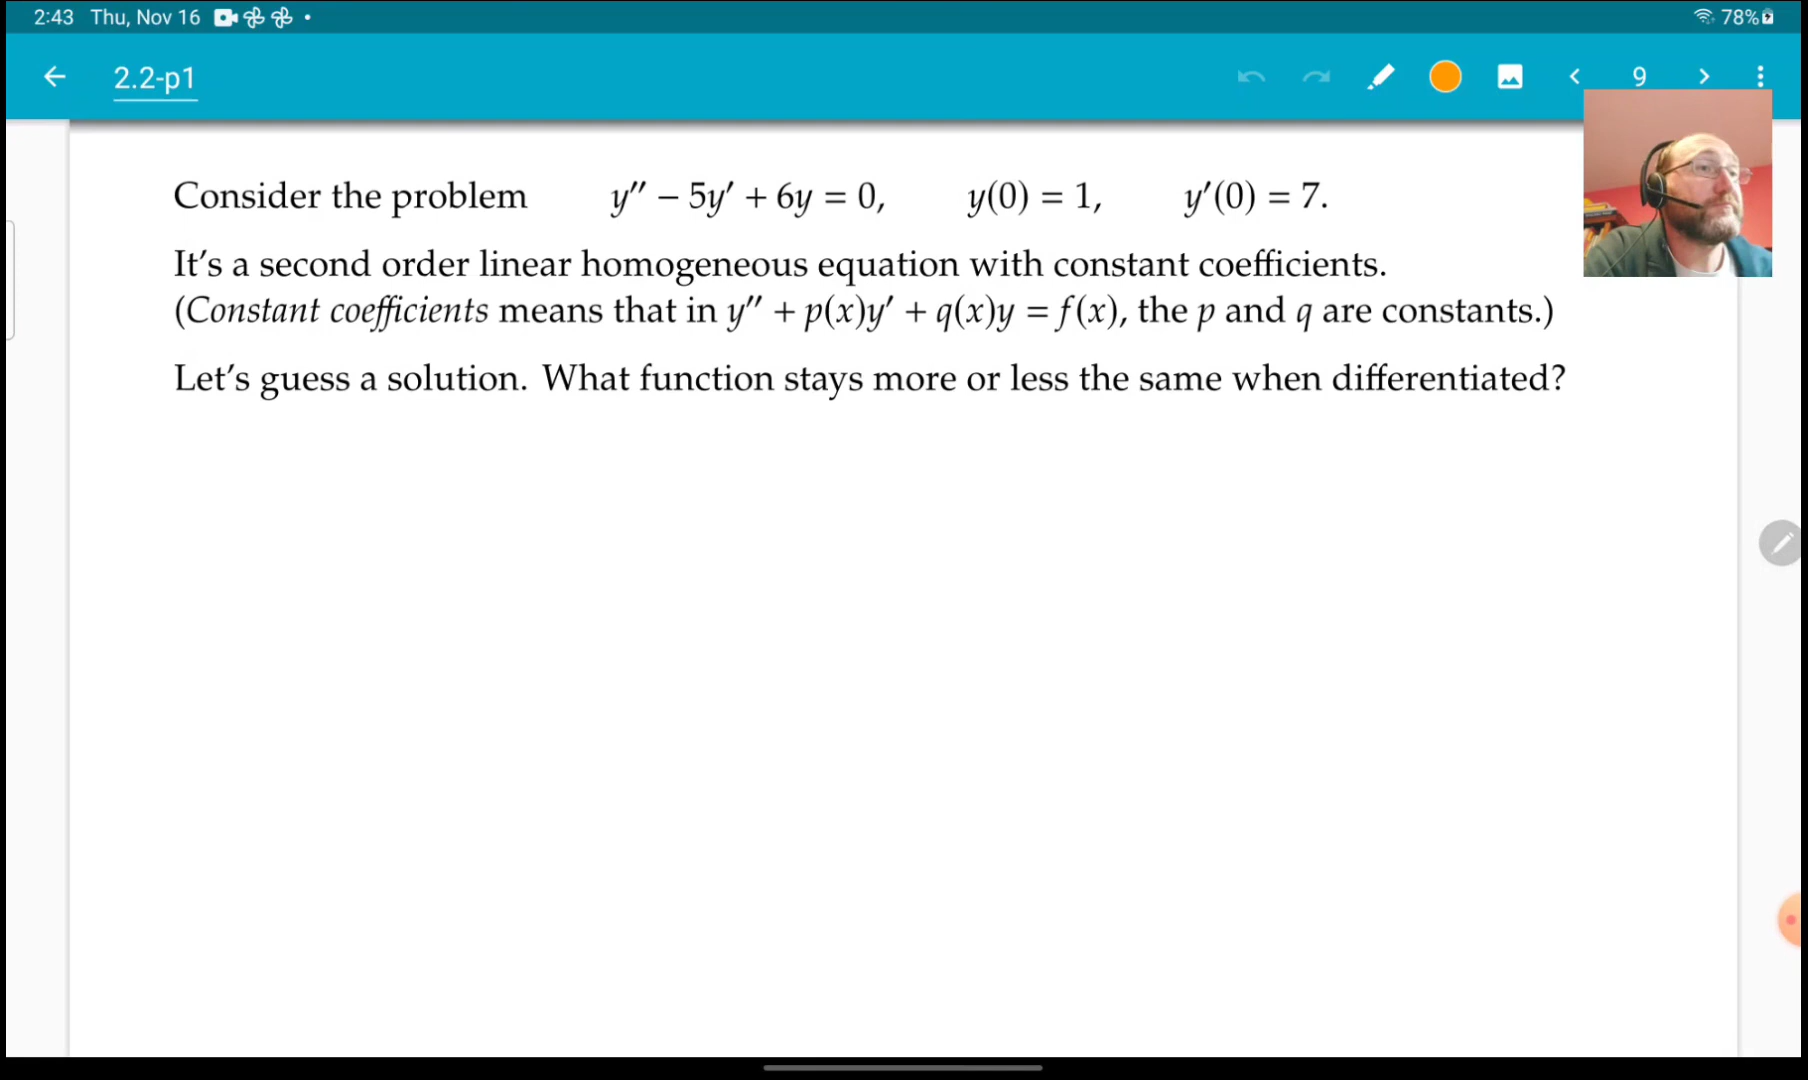 2:43 Thu, Nov 16 78%
2.2-p1 9
Consider the problem y″ − 5y′ + 6y = 0, y(0) = 1, y′(0) = 7.
It’s a second order linear homogeneous equation with constant coefficients.
(Constant coefficients means that in y″ + p(x)y′ + q(x)y = f(x), the p and q are constants.)
Let’s guess a solution. What function stays more or less the same when differentiated?